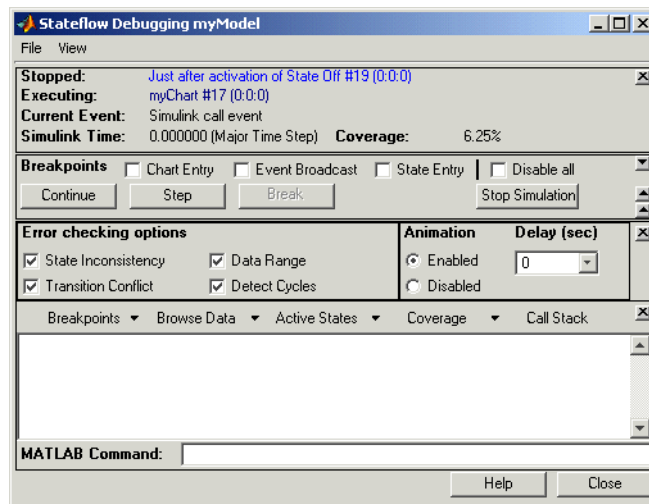 Stateflow Debugging myModel
File View
Stopped: Just after activation of State Off #19 (0:0:0)
Executing: myChart #17 (0:0:0)
Current Event: Simulink call event
Simulink Time: 0.000000 (Major Time Step) Coverage: 6.25%
Breakpoints Chart Entry Event Broadcast State Entry Disable all
Continue Step Break Stop Simulation
Error checking options Animation Delay (sec)
State Inconsistency Data Range Enabled 0
Transition Conflict Detect Cycles Disabled
Breakpoints Browse Data Active States Coverage Call Stack
MATLAB Command:
Help Close